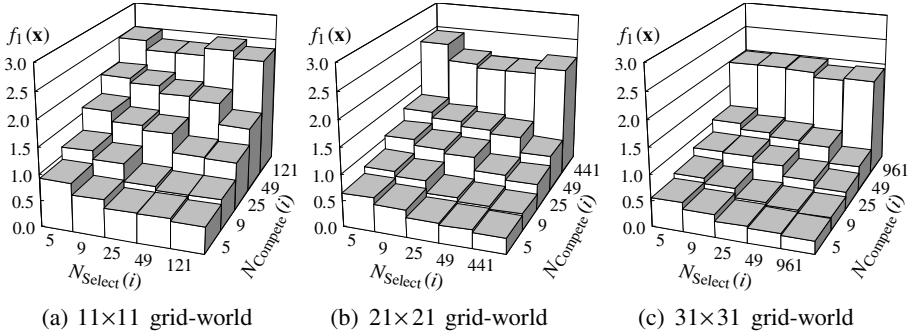 f1(x) f1(x) f1(x)
3.0 3.0 3.0
2.5 2.5 2.5
2.0 2.0 2.0
1.5 1.5 1.5
1.0 1.0 1.0
0.5 0.5 0.5
0.0 0.0 0.0
5 9 25 49 121 5 9 25 49 441 5 9 25 49 961
5 9 25 49 121 5 9 25 49 441 5 9 25 49 961
NSelect(i) NCompete(i) NSelect(i) NCompete(i) NSelect(i) NCompete(i)
(a) 11×11 grid-world (b) 21×21 grid-world (c) 31×31 grid-world